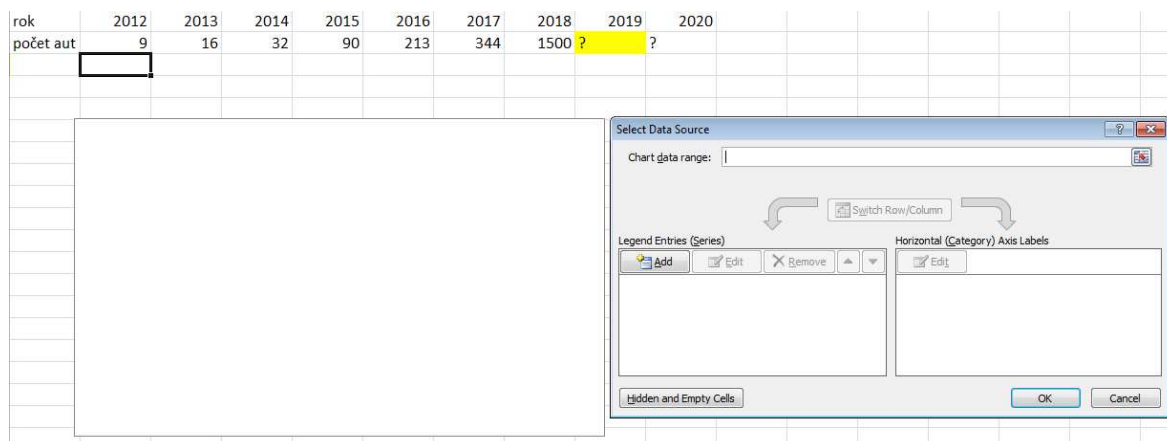 rok 2012 2013 2014 2015 2016 2017 2018 2019 2020
počet aut 9 16 32 90 213 344 1500 ? ?
Select Data Source
Chart data range:
Switch Row/Column
Legend Entries (Series) Horizontal (Category) Axis Labels
Add Edit Remove Edit
Hidden and Empty Cells OK Cancel